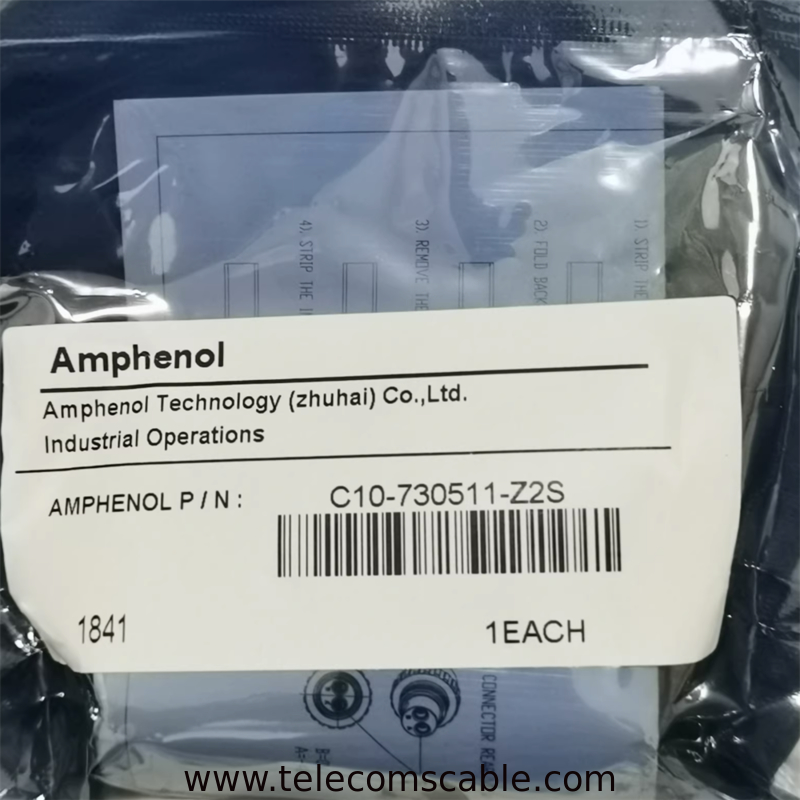 4). STRIP THE
3). REMOVE THE
2). FOLD BACK
1). STRIP THE
Amphenol
Amphenol Technology (zhuhai) Co.,Ltd.
Industrial Operations
AMPHENOL P / N :
C10-730511-Z2S
1841
1EACH
CONNECTOR
www.telecomscable.com